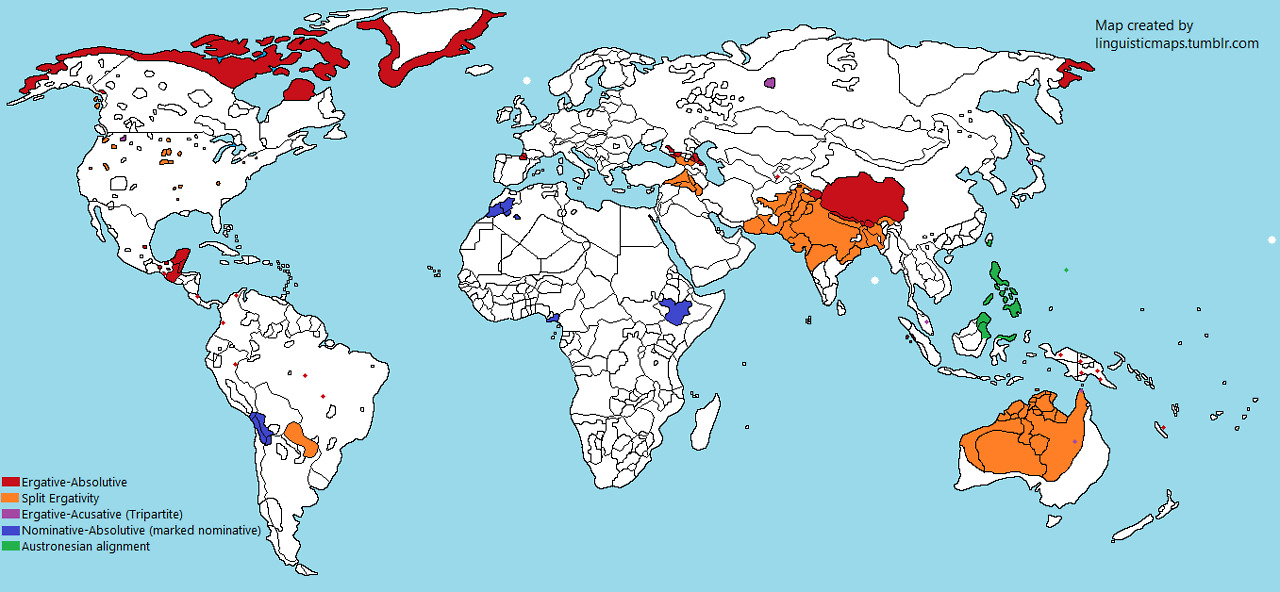 Map created by
linguisticmaps.tumblr.com
Ergative-Absolutive
Split Ergativity
Ergative-Acusative (Tripartite)
Nominative-Absolutive (marked nominative)
Austronesian alignment